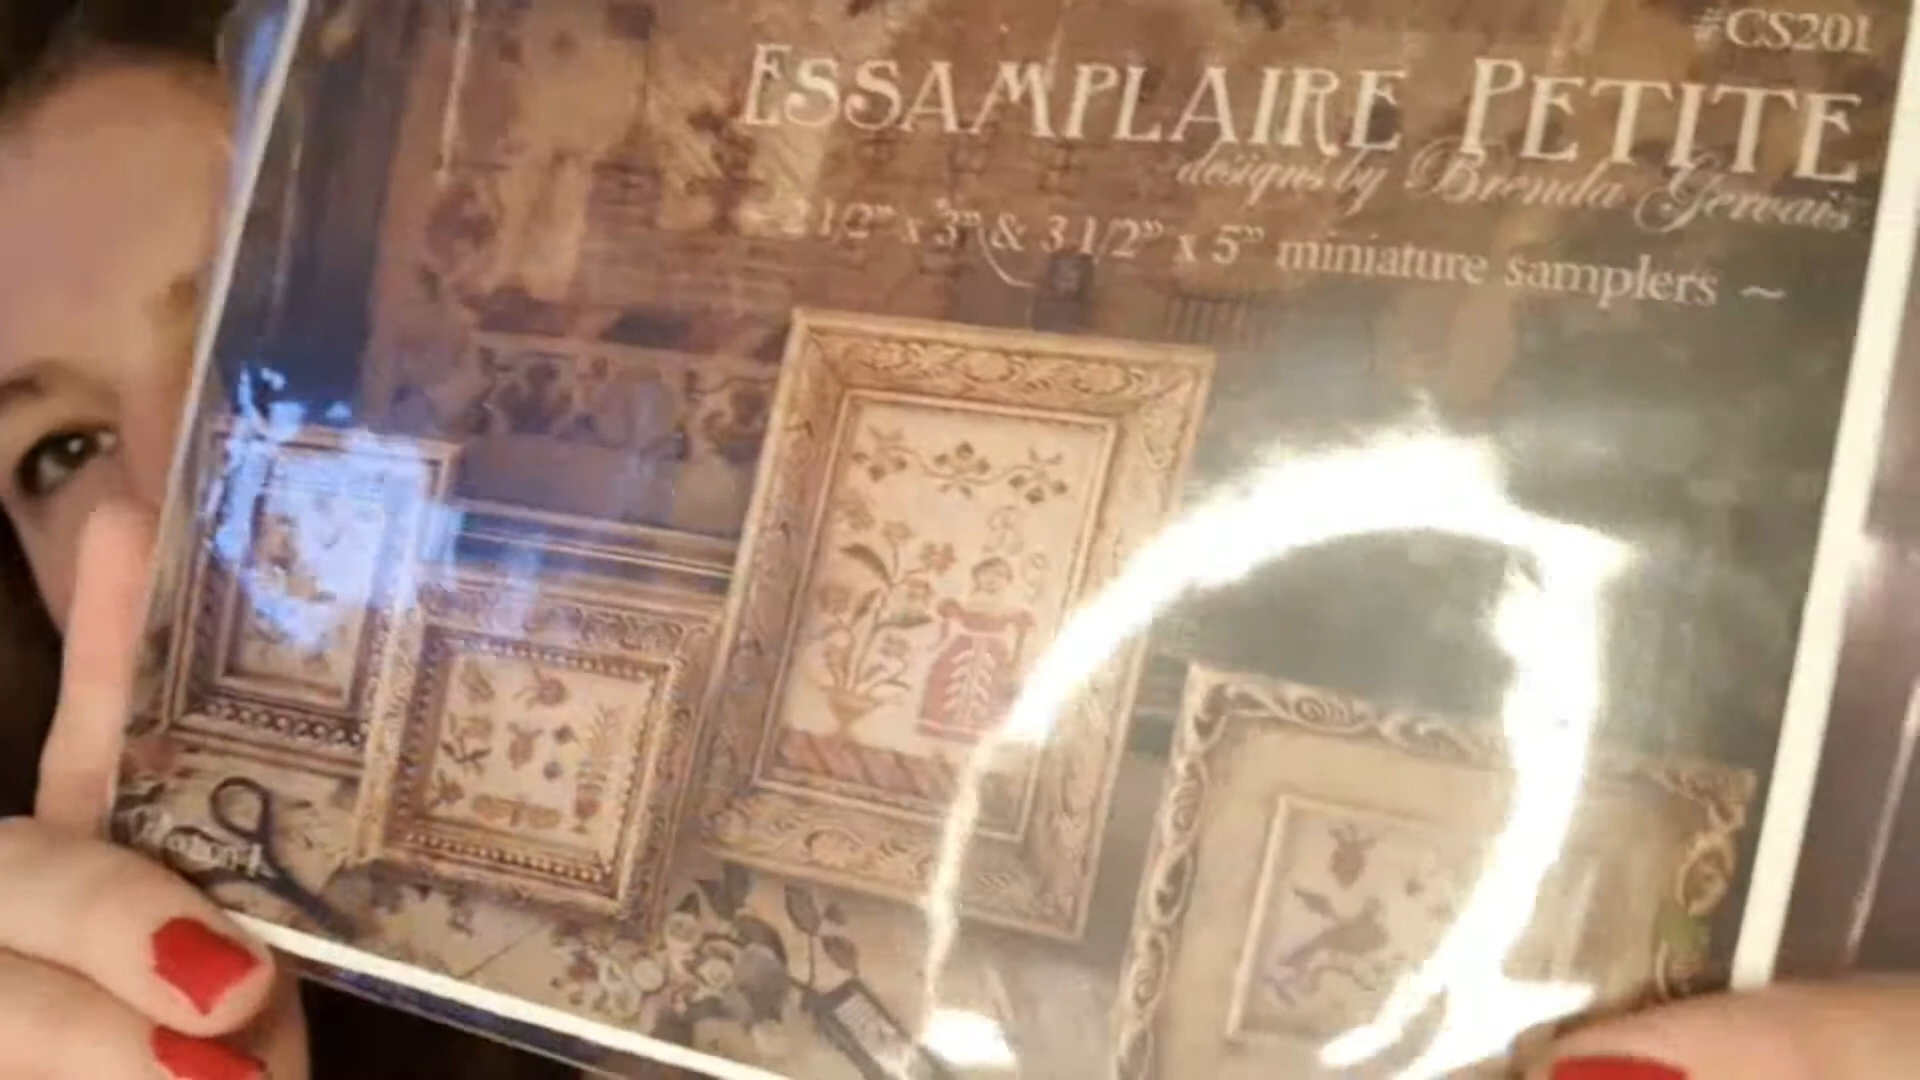 #CS201
ESSAMPLAIRE PETITE
designs by Brenda Gervais
2 1/2” x 3” & 3 1/2” x 5” miniature samplers ~